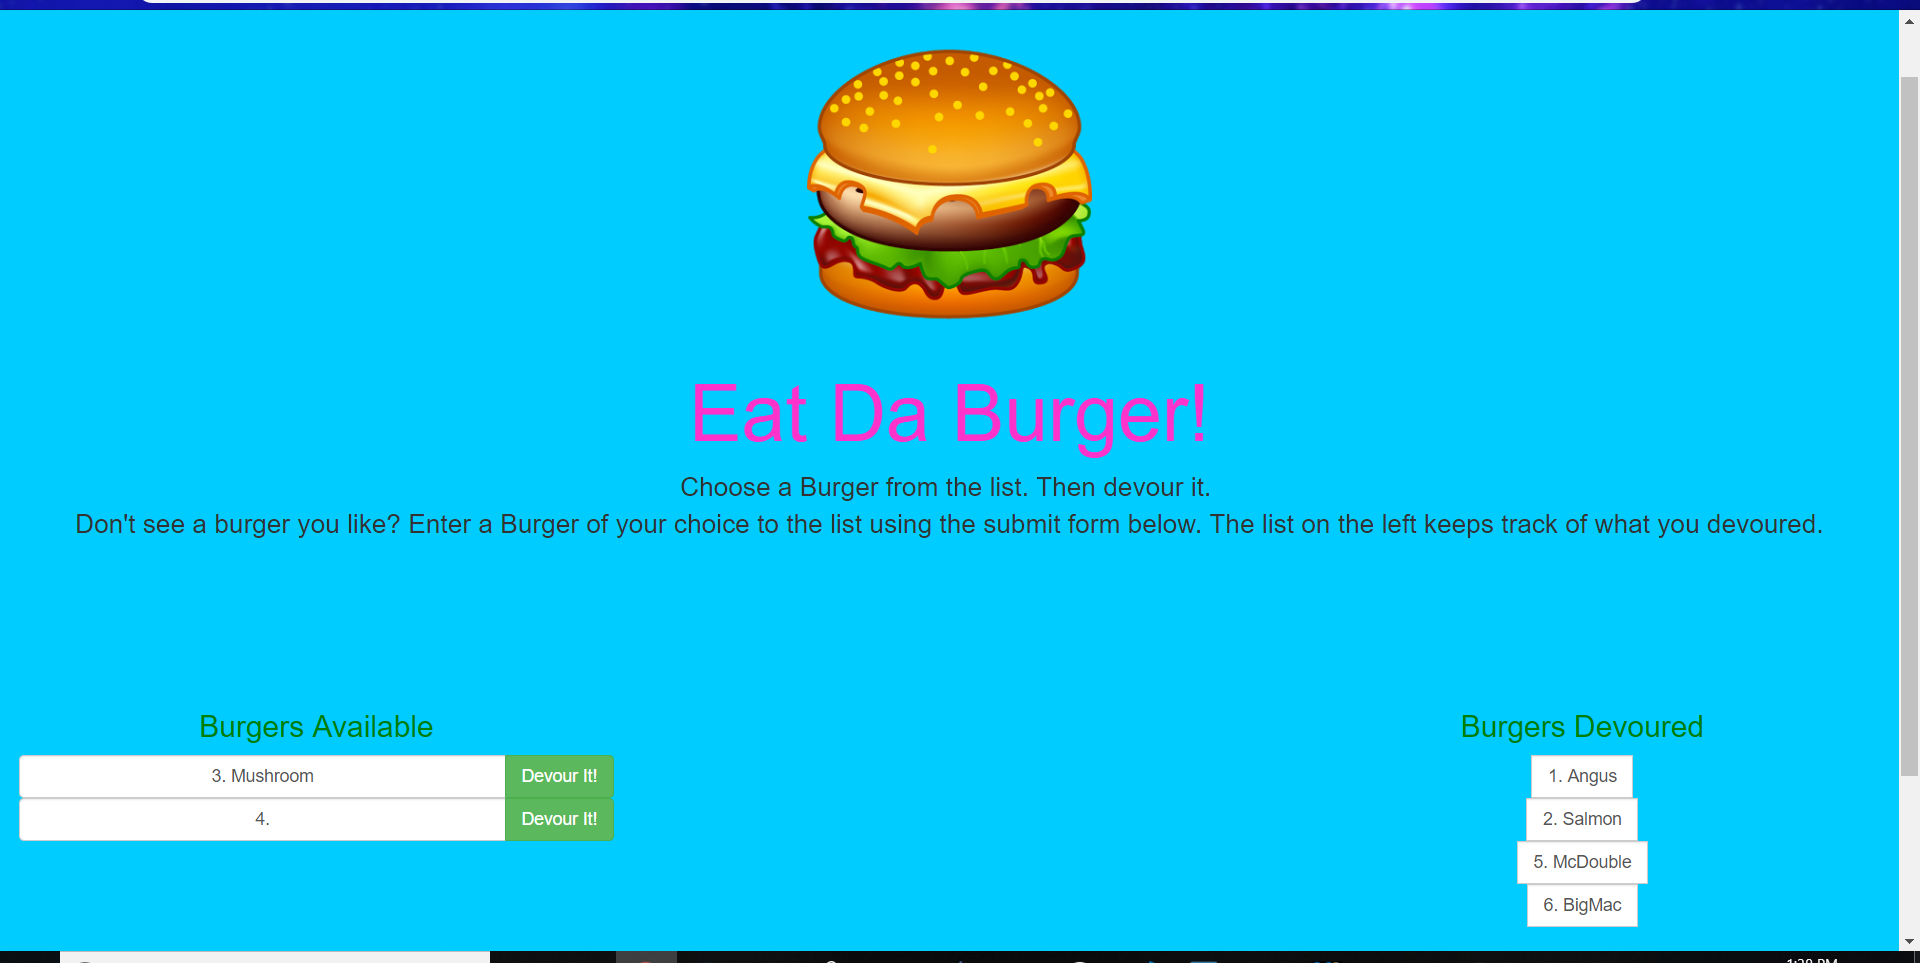 Eat Da Burger!
Choose a Burger from the list. Then devour it.
Don't see a burger you like? Enter a Burger of your choice to the list using the submit form below. The list on the left keeps track of what you devoured.
Burgers Available
3. Mushroom Devour It!
4. Devour It!
Burgers Devoured
1. Angus
2. Salmon
5. McDouble
6. BigMac